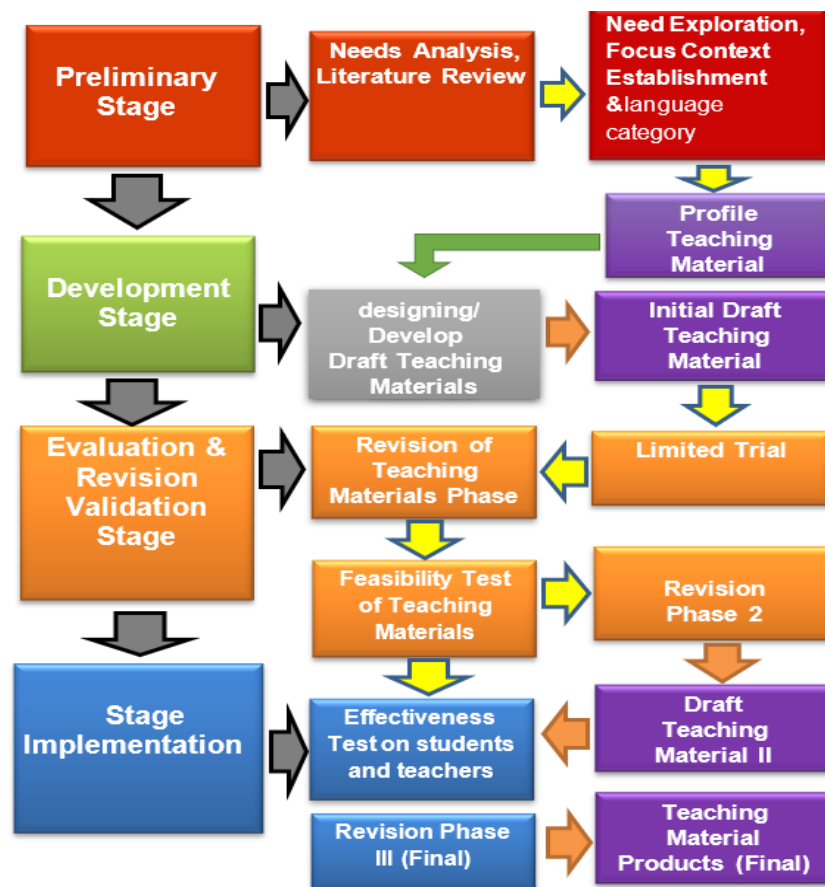 Preliminary
Stage
Needs Analysis,
Literature Review
Need Exploration,
Focus Context
Establishment
&language
category
Profile
Teaching
Material
Development
Stage
designing/
Develop
Draft Teaching
Materials
Initial Draft
Teaching
Material
Evaluation &
Revision
Validation
Stage
Revision of
Teaching
Materials Phase
Limited Trial
Feasibility Test
of Teaching
Materials
Revision
Phase 2
Stage
Implementation
Effectiveness
Test on students
and teachers
Draft
Teaching
Material II
Revision Phase
III (Final)
Teaching
Material
Products (Final)